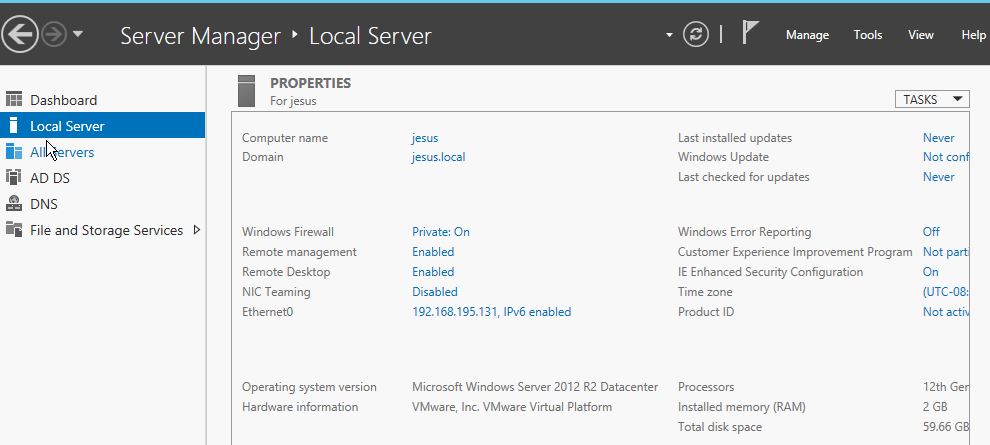 Server Manager ‣ Local Server
Manage Tools View Help
Dashboard
Local Server
All Servers
AD DS
DNS
File and Storage Services
PROPERTIES
For jesus
TASKS
Computer name jesus
Domain jesus.local
Last installed updates Never
Windows Update Not conf
Last checked for updates Never
Windows Firewall Private: On
Remote management Enabled
Remote Desktop Enabled
NIC Teaming Disabled
Ethernet0 192.168.195.131, IPv6 enabled
Windows Error Reporting Off
Customer Experience Improvement Program Not parti
IE Enhanced Security Configuration On
Time zone (UTC-08:
Product ID Not activ
Operating system version Microsoft Windows Server 2012 R2 Datacenter
Hardware information VMware, Inc. VMware Virtual Platform
Processors 12th Gen
Installed memory (RAM) 2 GB
Total disk space 59.66 GB